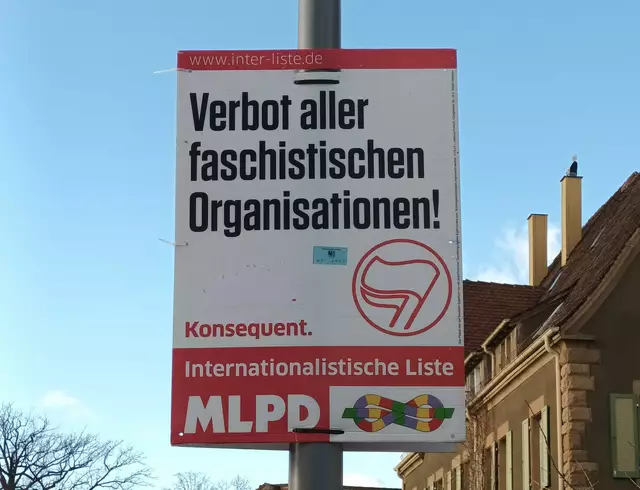 www.inter-liste.de
Verbot aller
faschistischen
Organisationen!
Konsequent.
Internationalistische Liste
MLPD